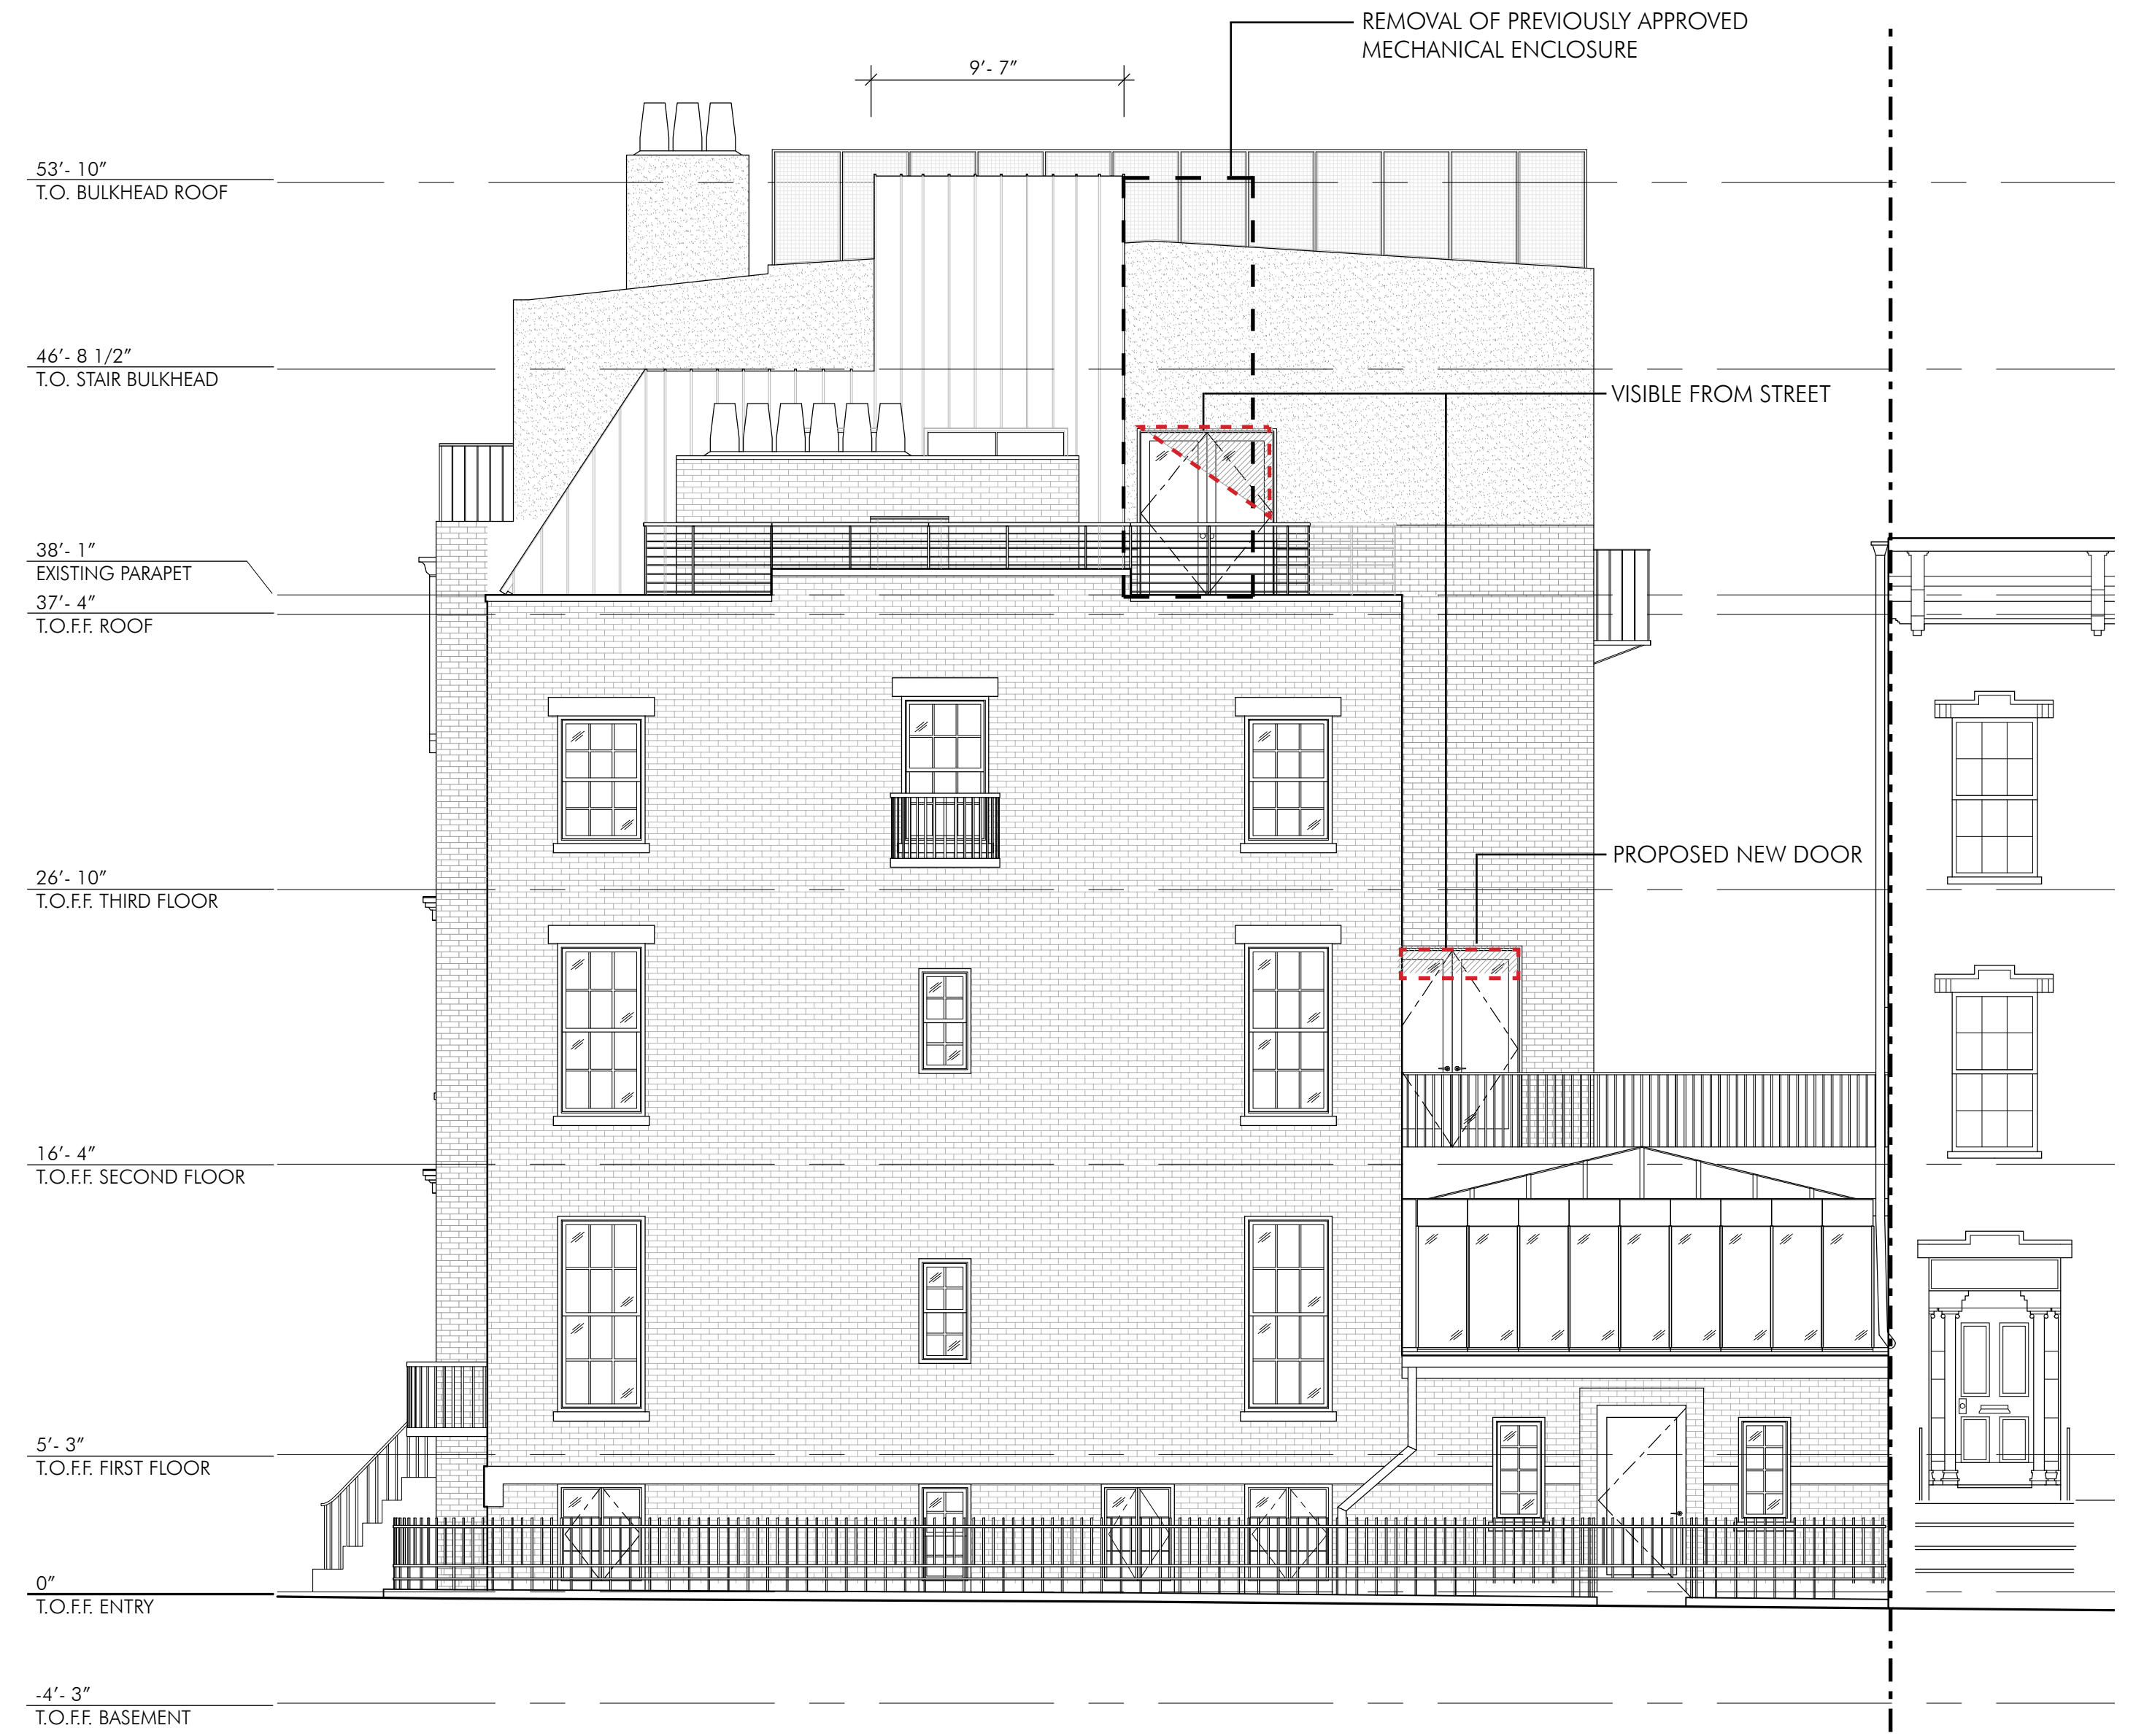 REMOVAL OF PREVIOUSLY APPROVED
MECHANICAL ENCLOSURE
9'- 7"
53'- 10"
T.O. BULKHEAD ROOF
46'- 8 1/2"
T.O. STAIR BULKHEAD
VISIBLE FROM STREET
38'- 1"
EXISTING PARAPET
37'- 4"
T.O.F.F. ROOF
PROPOSED NEW DOOR
26'- 10"
T.O.F.F. THIRD FLOOR
16'- 4"
T.O.F.F. SECOND FLOOR
5'- 3"
T.O.F.F. FIRST FLOOR
0"
T.O.F.F. ENTRY
-4'- 3"
T.O.F.F. BASEMENT